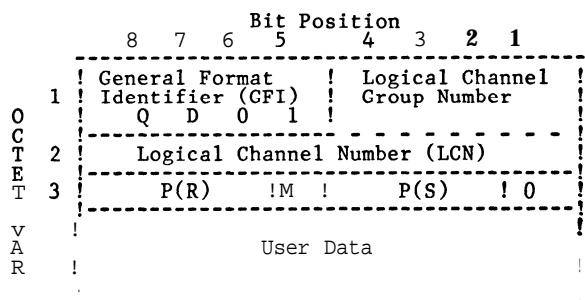 Bit Position
8 7 6 5 4 3 2 1
! General Format ! Logical Channel !
1 ! Identifier (GFI) ! Group Number !
O ! Q D 0 1 ! !
C
T 2 ! Logical Channel Number (LCN) !
E
T 3 ! P(R) !M ! P(S) ! 0 !
V ! !
A User Data
R ! !